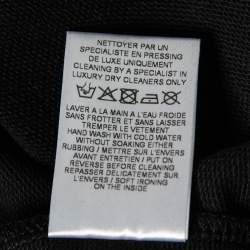 NETTOYER PAR UN
SPECIALISTE EN PRESSING
DE LUXE UNIQUEMENT
CLEANING BY A SPECIALIST IN
LUXURY DRY CLEANERS ONLY
LAVER A LA MAIN A L'EAU FROIDE
SANS FROTTER ET SANS LAISSER
TREMPER LE VETEMENT
HAND WASH WITH COLD WATER
WITHOUT SOAKING EITHER
RUBBING / METTRE SUR L'ENVERS
AVANT ENTRETIEN / PUT ON
REVERSE BEFORE CLEANING
REPASSER DELICATEMENT SUR
L'ENVERS / SOFT IRONING
ON THE INSIDE